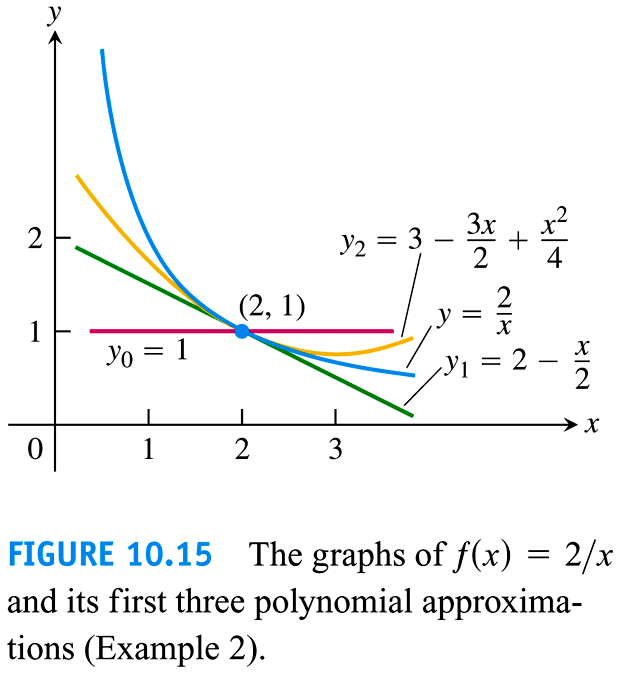 y
2
1
y₂ = 3 − 3x/2 + x²/4
(2, 1)
y = 2/x
y₀ = 1
y₁ = 2 − x/2
x
0
1
2
3
FIGURE 10.15 The graphs of f(x) = 2/x
and its first three polynomial approxima-
tions (Example 2).